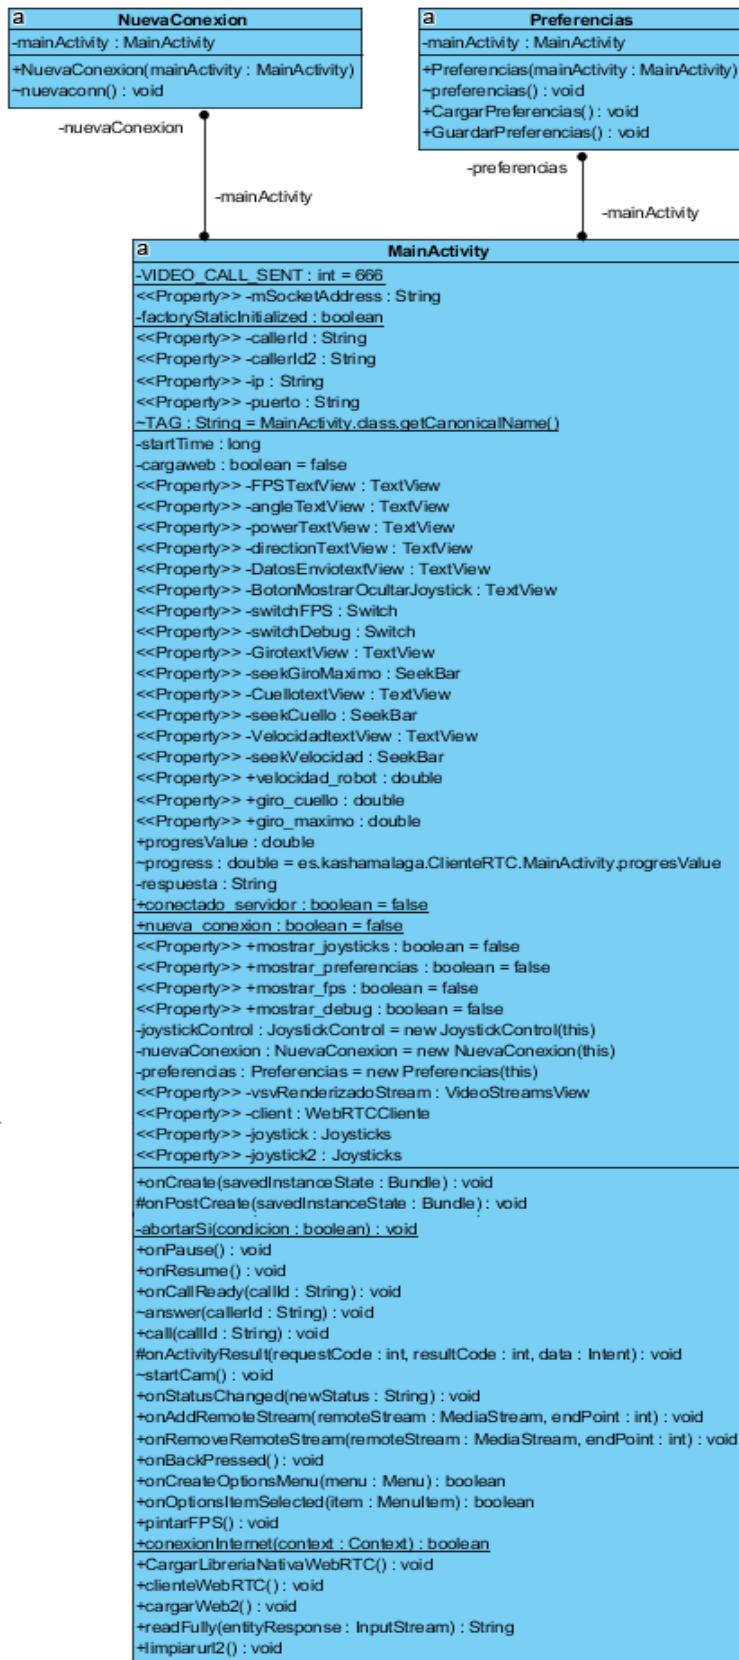 a
NuevaConexion
-mainActivity : MainActivity
+NuevaConexion(mainActivity : MainActivity)
~nuevaconn() : void
a
Preferencias
-mainActivity : MainActivity
+Preferencias(mainActivity : MainActivity)
~preferencias() : void
+CargarPreferencias() : void
+GuardarPreferencias() : void
-nuevaConexion
-mainActivity
-preferencias
-mainActivity
a
MainActivity
-VIDEO_CALL_SENT : int = 666
<<Property>> -mSocketAddress : String
-factoryStaticInitialized : boolean
<<Property>> -callerId : String
<<Property>> -callerId2 : String
<<Property>> -ip : String
<<Property>> -puerto : String
~TAG : String = MainActivity.class.getCanonicalName()
-startTime : long
-cargaweb : boolean = false
<<Property>> -FPSTextView : TextView
<<Property>> -angleTextView : TextView
<<Property>> -powerTextView : TextView
<<Property>> -directionTextView : TextView
<<Property>> -DatosEnviotextView : TextView
<<Property>> -BotonMostrarOcultarJoystick : TextView
<<Property>> -switchFPS : Switch
<<Property>> -switchDebug : Switch
<<Property>> -GirotextView : TextView
<<Property>> -seekGiroMaximo : SeekBar
<<Property>> -CuellotextView : TextView
<<Property>> -seekCuello : SeekBar
<<Property>> -VelocidadtextView : TextView
<<Property>> -seekVelocidad : SeekBar
<<Property>> +velocidad_robot : double
<<Property>> +giro_cuello : double
<<Property>> +giro_maximo : double
+progresValue : double
~progress : double = es.kashamalaga.ClienteRTC.MainActivity.progresValue
-respuesta : String
+conectado_servidor : boolean = false
+nueva_conexion : boolean = false
<<Property>> +mostrar_joysticks : boolean = false
<<Property>> +mostrar_preferencias : boolean = false
<<Property>> +mostrar_fps : boolean = false
<<Property>> +mostrar_debug : boolean = false
-joystickControl : JoystickControl = new JoystickControl(this)
-nuevaConexion : NuevaConexion = new NuevaConexion(this)
-preferencias : Preferencias = new Preferencias(this)
<<Property>> -vsvRenderizadoStream : VideoStreamsView
<<Property>> -client : WebRTCCliente
<<Property>> -joystick : Joysticks
<<Property>> -joystick2 : Joysticks
+onCreate(savedInstanceState : Bundle) : void
#onPostCreate(savedInstanceState : Bundle) : void
-abortarSi(condicion : boolean) : void
+onPause() : void
+onResume() : void
+onCallReady(callId : String) : void
~answer(callerId : String) : void
+call(callId : String) : void
#onActivityResult(requestCode : int, resultCode : int, data : Intent) : void
~startCam() : void
+onStatusChanged(newStatus : String) : void
+onAddRemoteStream(remoteStream : MediaStream, endPoint : int) : void
+onRemoveRemoteStream(remoteStream : MediaStream, endPoint : int) : void
+onBackPressed() : void
+onCreateOptionsMenu(menu : Menu) : boolean
+onOptionsItemSelected(item : MenuItem) : boolean
+pintarFPS() : void
+conexionInternet(context : Context) : boolean
+CargarLibreriaNativaWebRTC() : void
+clienteWebRTC() : void
+cargarWeb2() : void
+readFully(entityResponse : InputStream) : String
+limpiarurl2() : void